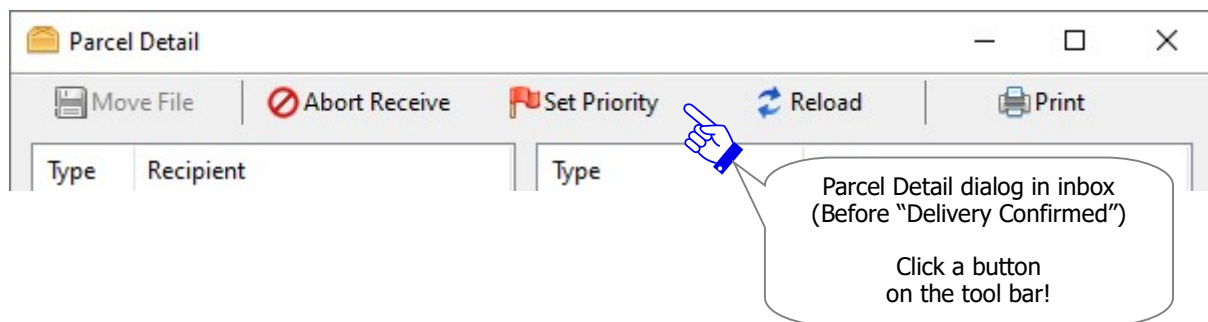 Parcel Detail
Move File Abort Receive Set Priority Reload Print
Type Recipient Type
Parcel Detail dialog in inbox
(Before “Delivery Confirmed”)
Click a button
on the tool bar!